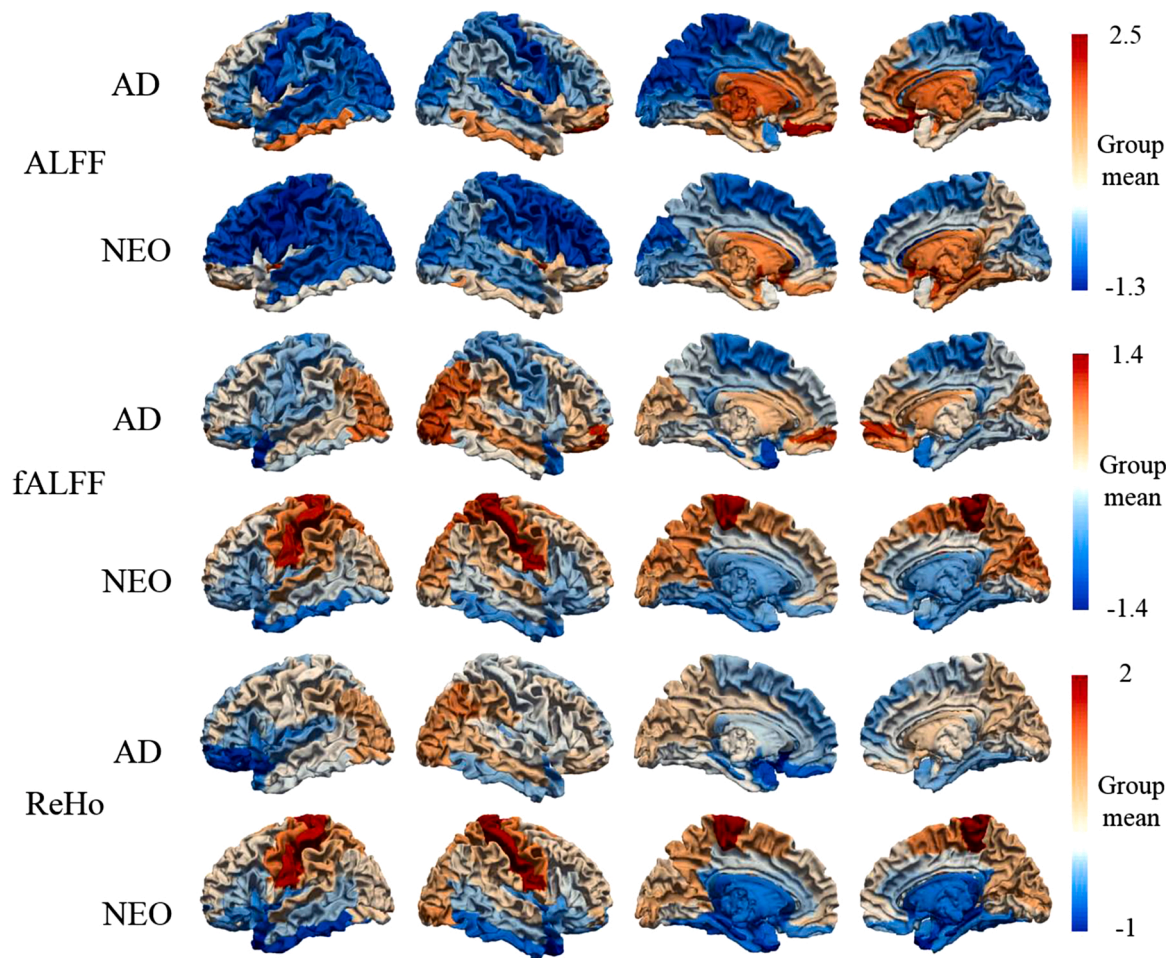 AD
ALFF
NEO
2.5
Group
mean
-1.3
AD
fALFF
NEO
1.4
Group
mean
-1.4
AD
ReHo
NEO
2
Group
mean
-1